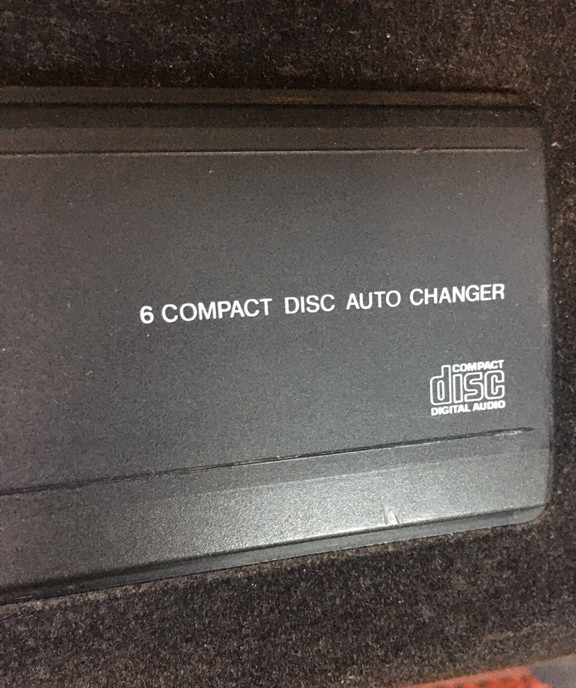 6 COMPACT DISC AUTO CHANGER
COMPACT
disc
DIGITAL AUDIO